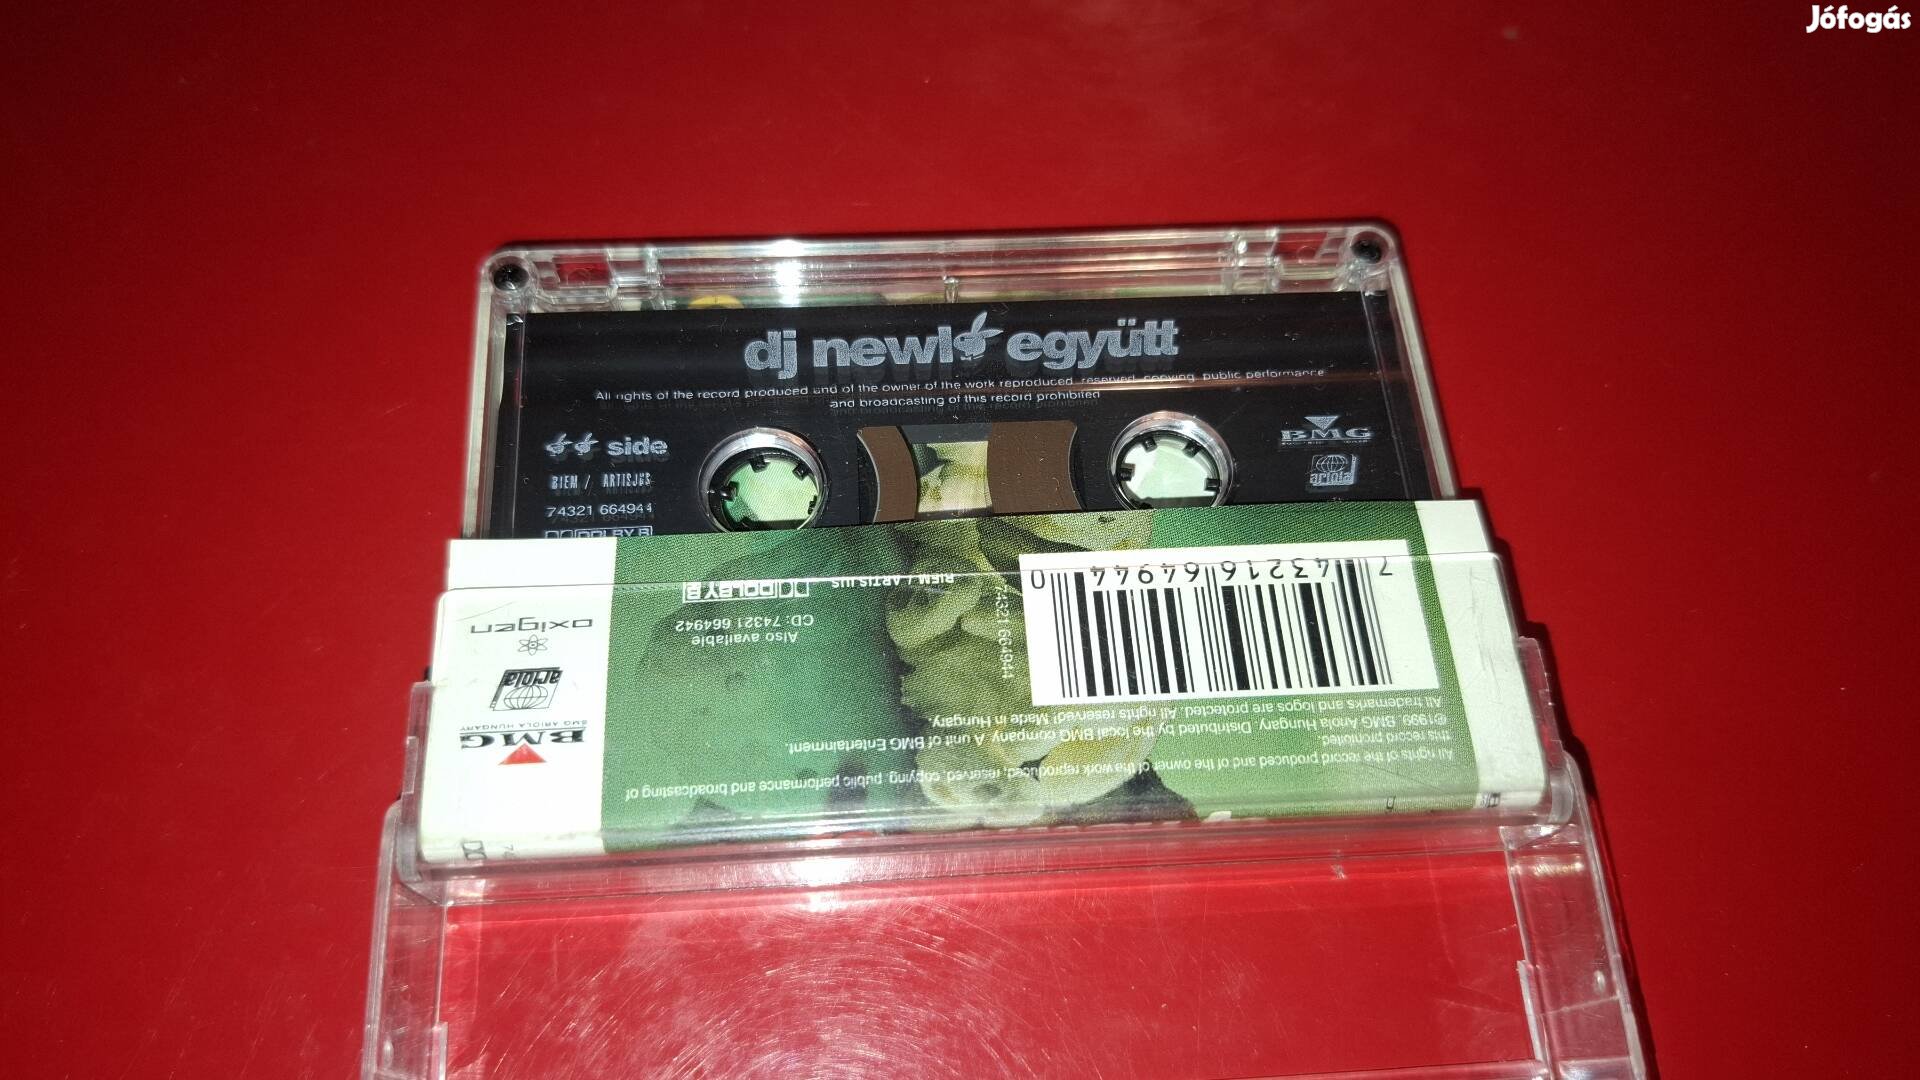 Jófogás
dj newl együtt
All rights of the record produced and of the owner of the work reproduced reserved copying public performance
and broadcasting of this record prohibited
side
BIEM / ARTISJUS
74321 664944
DOLBY B
BMG
ariola
7 43216 64944 0
74321 664944
BIEM / ARTISJUS
DOLBY B
Also available
CD: 74321 664942
oxigen
ariola
BMG ARIOLA HUNGARY
BMG
All trademarks and logos are protected. All rights reserved! Made in Hungary.
©1999 BMG Ariola Hungary. Distributed by the local BMG company. A unit of BMG Entertainment.
this record prohibited.
All rights of the record produced and of the owner of the work reproduced, reserved, copying, public performance and broadcasting of